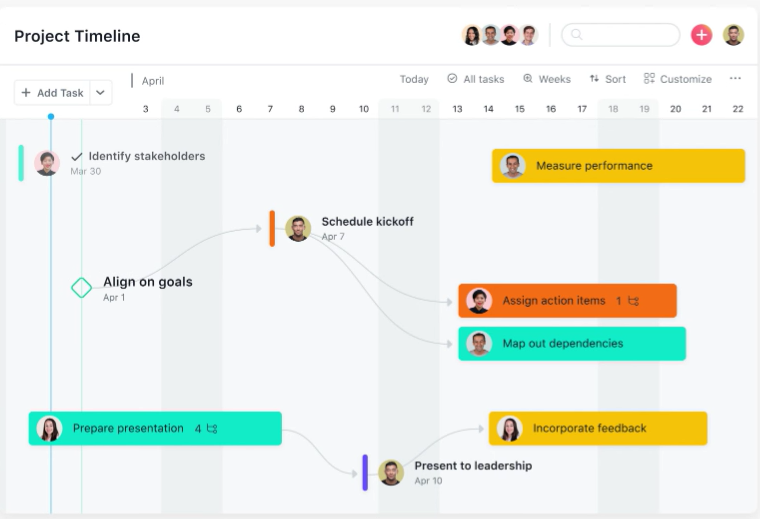 Project Timeline
+ Add Task
April
Today All tasks Weeks Sort Customize ...
3 4 5 6 7 8 9 10 11 12 13 14 15 16 17 18 19 20 21 22
Identify stakeholders
Mar 30
Measure performance
Schedule kickoff
Apr 7
Align on goals
Apr 1
Assign action items 1
Map out dependencies
Prepare presentation 4
Incorporate feedback
Present to leadership
Apr 10